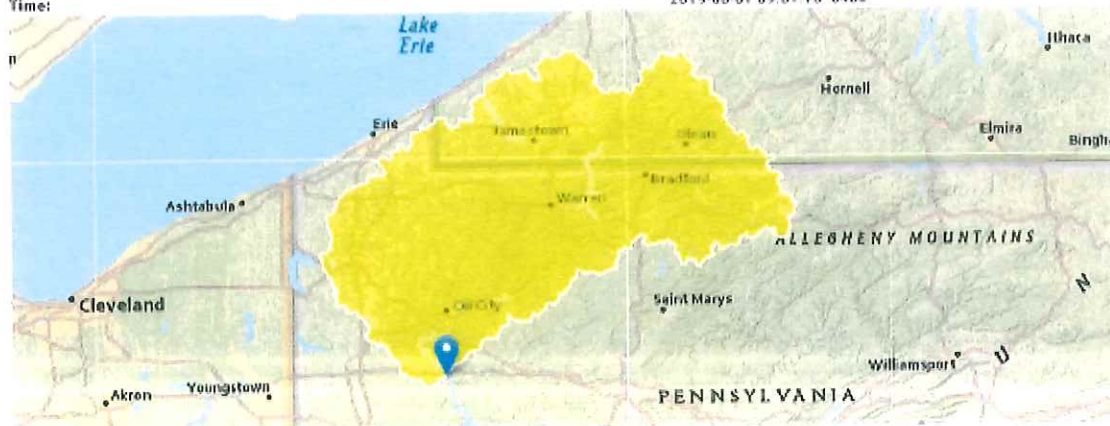 Time:
Lake
Erie
Ithaca
Hornell
Erie
Jamestown
Olean
Elmira
Bradford
Warren
Ashtabula
ALLEGHENY MOUNTAINS
Cleveland
Oil City
Saint Marys
N
Williamsport
U
Akron
Youngstown
PENNSYLVANIA